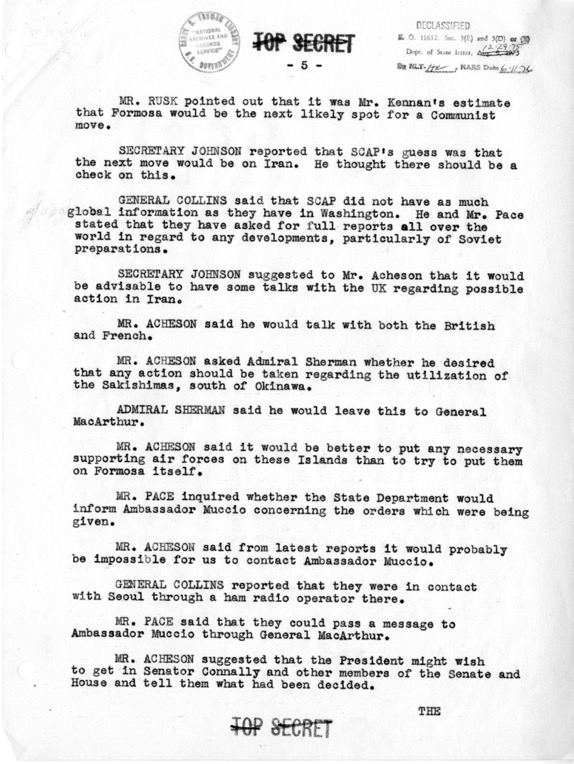 DECLASSIFIED
E. O. 11652, Sec. 3(E) and 5(D) or (E)
12-29-75
Dept. of State letter,
By NLT-HC, NARS Date 6-11-76
HARRY S. TRUMAN LIBRARY
"NATIONAL
ARCHIVES AND
RECORDS
SERVICE"
TOP SECRET
- 5 -
MR. RUSK pointed out that it was Mr. Kennan's estimate
that Formosa would be the next likely spot for a Communist
move.
SECRETARY JOHNSON reported that SCAP's guess was that
the next move would be on Iran. He thought there should be a
check on this.
GENERAL COLLINS said that SCAP did not have as much
global information as they have in Washington. He and Mr. Pace
stated that they have asked for full reports all over the
world in regard to any developments, particularly of Soviet
preparations.
SECRETARY JOHNSON suggested to Mr. Acheson that it would
be advisable to have some talks with the UK regarding possible
action in Iran.
MR. ACHESON said he would talk with both the British
and French.
MR. ACHESON asked Admiral Sherman whether he desired
that any action should be taken regarding the utilization of
the Sakishimas, south of Okinawa.
ADMIRAL SHERMAN said he would leave this to General
MacArthur.
MR. ACHESON said it would be better to put any necessary
supporting air forces on these Islands than to try to put them
on Formosa itself.
MR. PACE inquired whether the State Department would
inform Ambassador Muccio concerning the orders which were being
given.
MR. ACHESON said from latest reports it would probably
be impossible for us to contact Ambassador Muccio.
GENERAL COLLINS reported that they were in contact
with Seoul through a ham radio operator there.
MR. PACE said that they could pass a message to
Ambassador Muccio through General MacArthur.
MR. ACHESON suggested that the President might wish
to get in Senator Connally and other members of the Senate and
House and tell them what had been decided.
THE
TOP SECRET